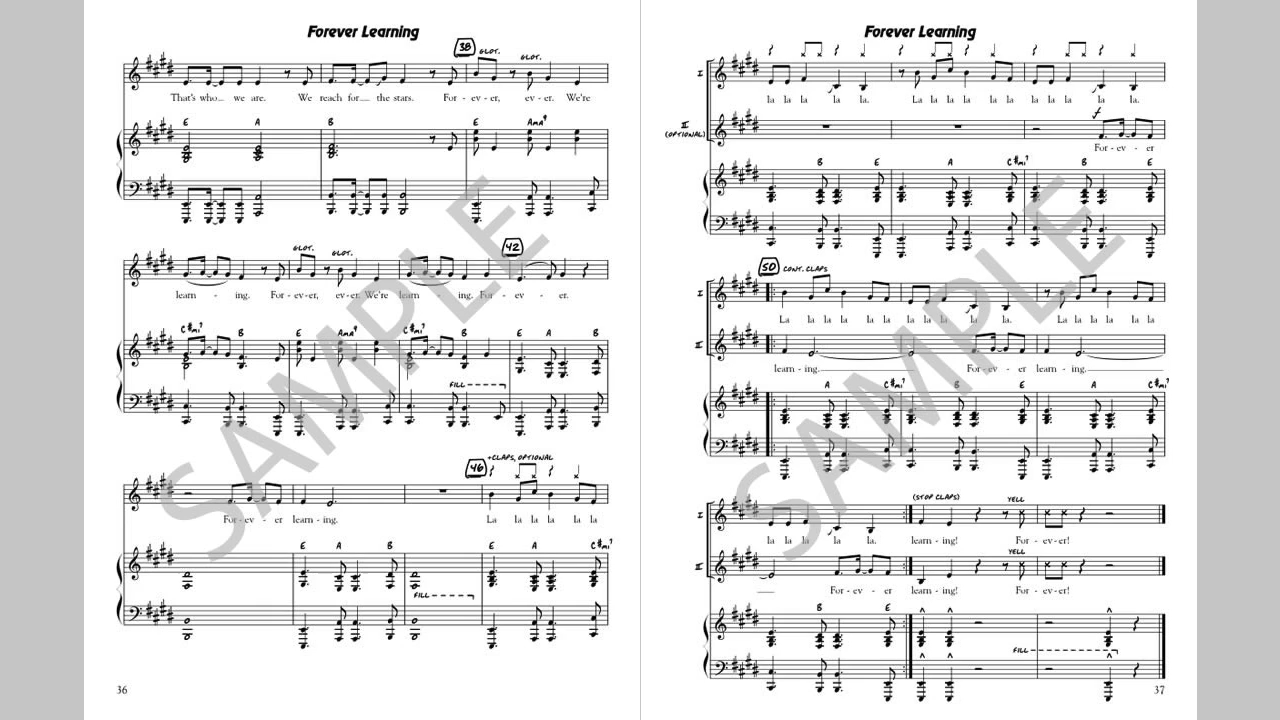 Forever Learning
38 GLOT. GLOT.
That's who we are. We reach for the stars. For - ev - er, ev - er. We're
E A B E Ama9
GLOT. GLOT. 42
learn - ing. For - ev - er, ev - er. We're learn - ing. For - ev - er.
C#mi7 B E Ama9 C#mi7 B E A B
FILL
46 +CLAPS, OPTIONAL
For - ev - er learn - ing. La la la la la la
E A B E A C#mi7
FILL
36
SAMPLE
Forever Learning
I
la la la la la. La la la la la la la la la la la.
II
(OPTIONAL)
f
For - ev - er
B E A C#mi7 B E
50 CONT. CLAPS
I
La la la la la la la la la la la. La la la la la
II
learn - ing. For - ev - er learn - ing.
A C#mi7 B E A C#mi7
(STOP CLAPS) YELL
I
la la la la la. learn - ing! For - ev - er!
YELL
II
For - ev - er learn - ing! For - ev - er!
B E
FILL
37
SAMPLE